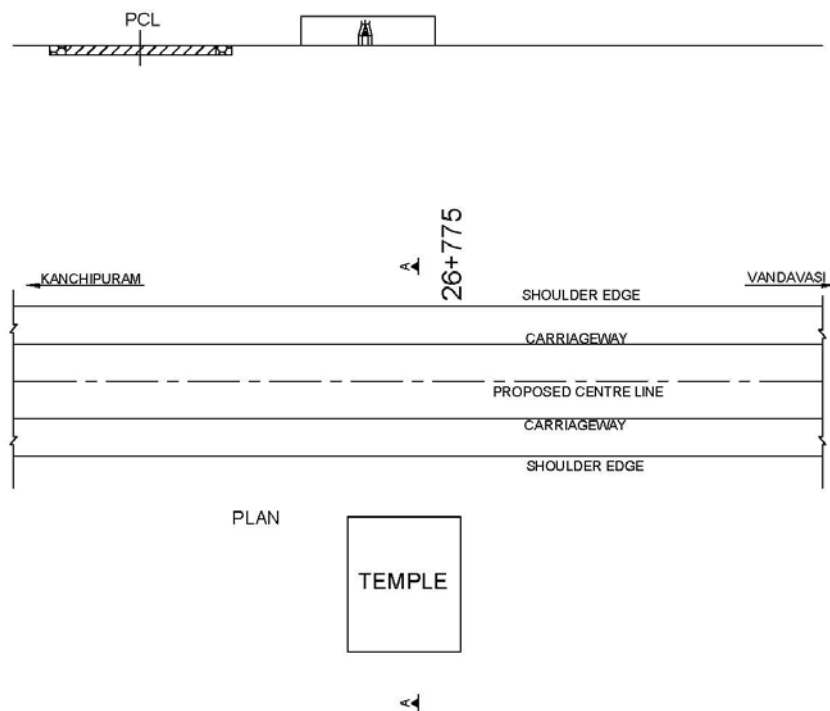 PCL
A
26+775
KANCHIPURAM
VANDAVASI
SHOULDER EDGE
CARRIAGEWAY
PROPOSED CENTRE LINE
CARRIAGEWAY
SHOULDER EDGE
PLAN
TEMPLE
A